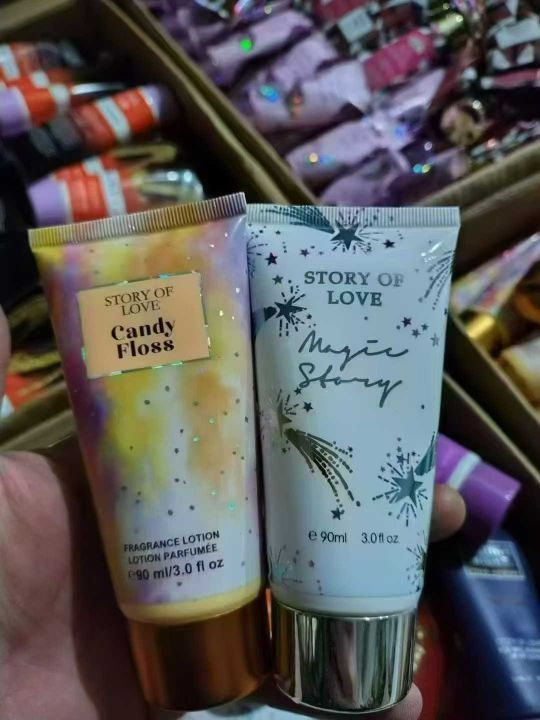 STORY OF
LOVE
Candy
Floss
FRAGRANCE LOTION
LOTION PARFUMÉE
℮90 ml/3.0 fl oz
STORY OF
LOVE
Magic
Story
℮ 90ml 3.0 fl oz